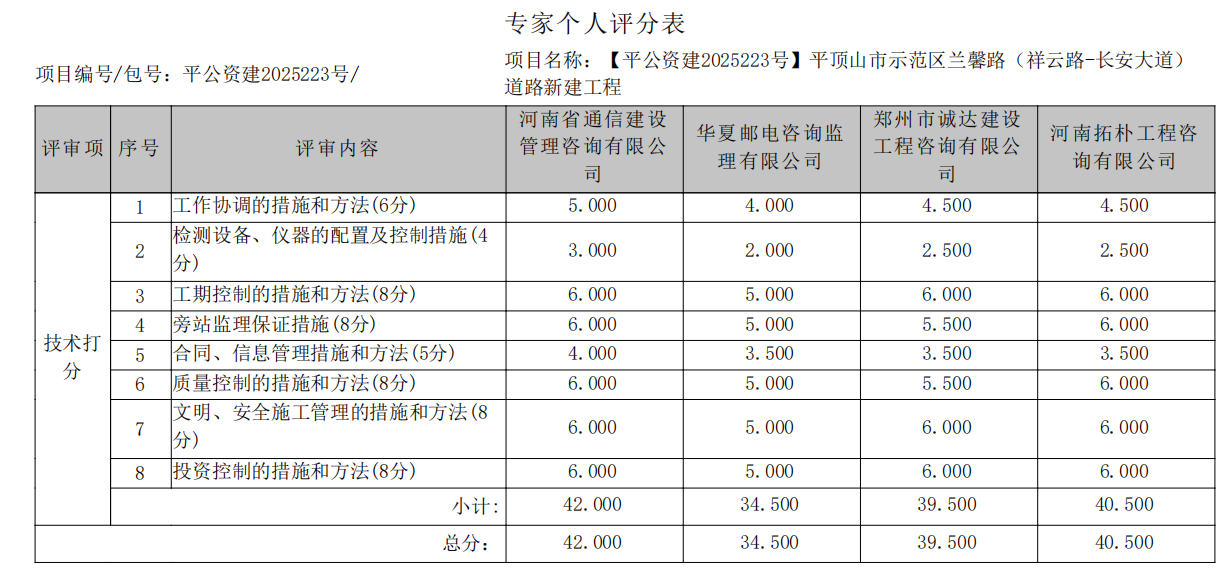 专家个人评分表
项目编号/包号：平公资建2025223号/
项目名称：【平公资建2025223号】平顶山市示范区兰馨路（祥云路-长安大道）
道路新建工程
评审项 序号 评审内容 河南省通信建设管理咨询有限公司 华夏邮电咨询监理有限公司 郑州市诚达建设工程咨询有限公司 河南拓朴工程咨询有限公司
技术打分
1 工作协调的措施和方法(6分) 5.000 4.000 4.500 4.500
2 检测设备、仪器的配置及控制措施(4分) 3.000 2.000 2.500 2.500
3 工期控制的措施和方法(8分) 6.000 5.000 6.000 6.000
4 旁站监理保证措施(8分) 6.000 5.000 5.500 6.000
5 合同、信息管理措施和方法(5分) 4.000 3.500 3.500 3.500
6 质量控制的措施和方法(8分) 6.000 5.000 5.500 6.000
7 文明、安全施工管理的措施和方法(8分) 6.000 5.000 6.000 6.000
8 投资控制的措施和方法(8分) 6.000 5.000 6.000 6.000
小计: 42.000 34.500 39.500 40.500
总分： 42.000 34.500 39.500 40.500